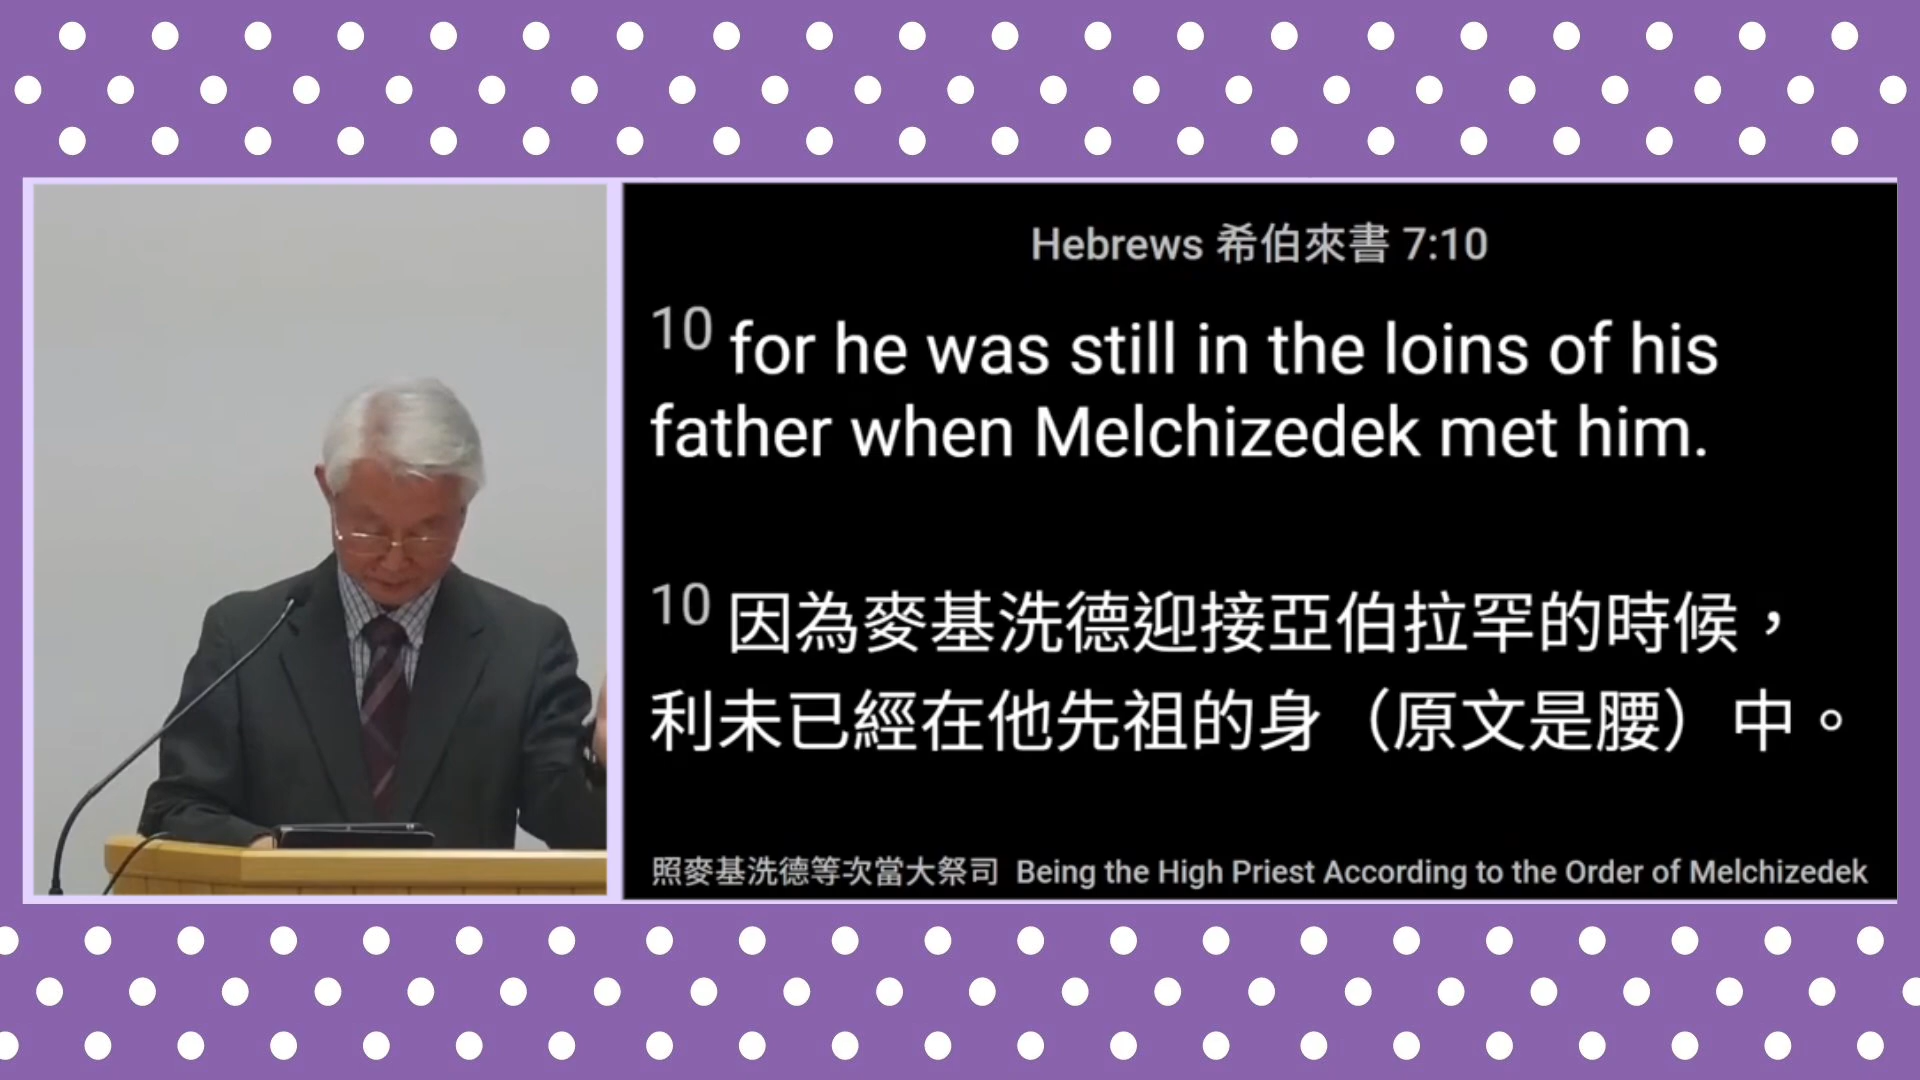 Hebrews 希伯來書 7:10
10 for he was still in the loins of his
father when Melchizedek met him.
10 因為麥基洗德迎接亞伯拉罕的時候，
利未已經在他先祖的身（原文是腰）中。
照麥基洗德等次當大祭司 Being the High Priest According to the Order of Melchizedek